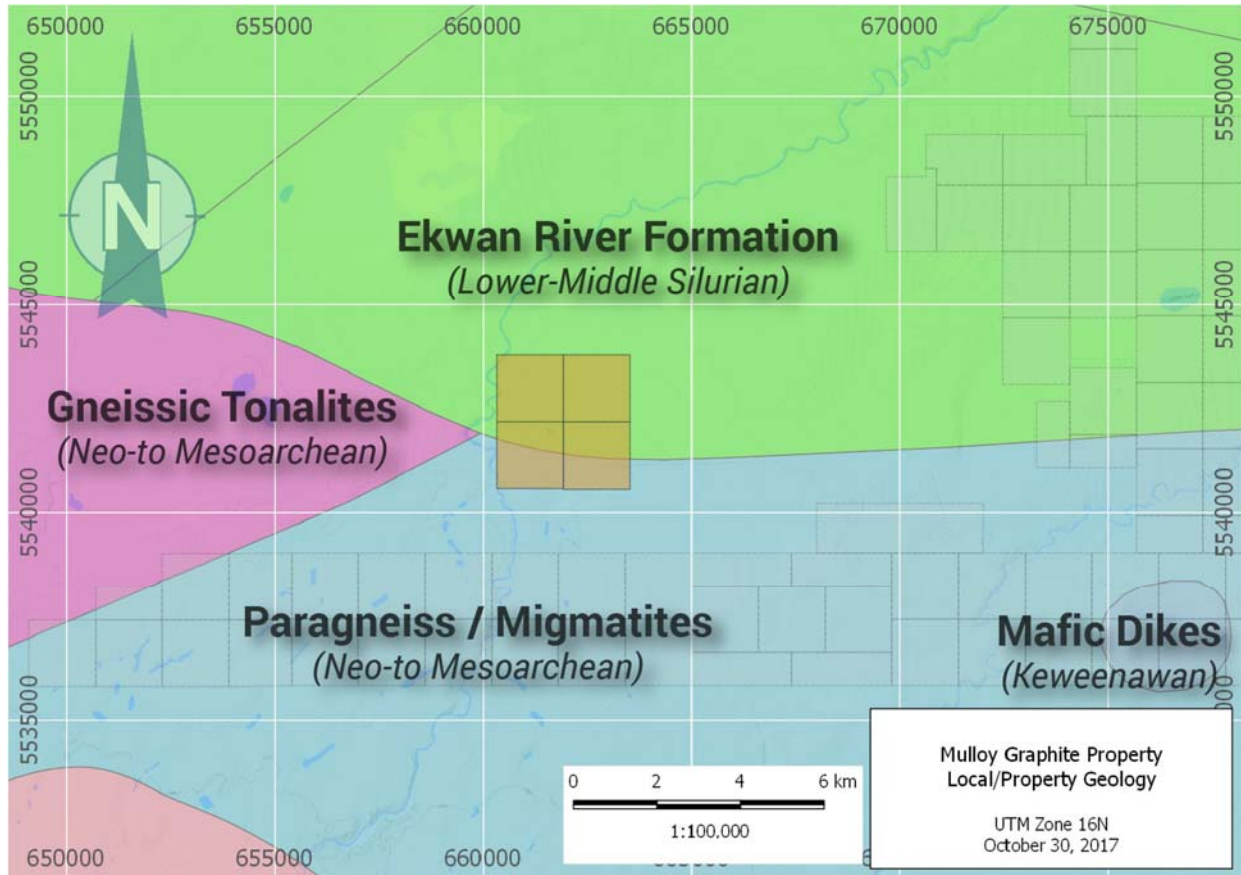 650000 655000 660000 665000 670000 675000
5550000 5550000
N
Ekwan River Formation
(Lower-Middle Silurian)
5545000 5545000
Gneissic Tonalites
(Neo-to Mesoarchean)
5540000 5540000
Paragneiss / Migmatites
(Neo-to Mesoarchean)
Mafic Dikes
(Keweenawan)
5535000
Mulloy Graphite Property
Local/Property Geology
UTM Zone 16N
October 30, 2017
0 2 4 6 km
1:100,000
650000 655000 660000